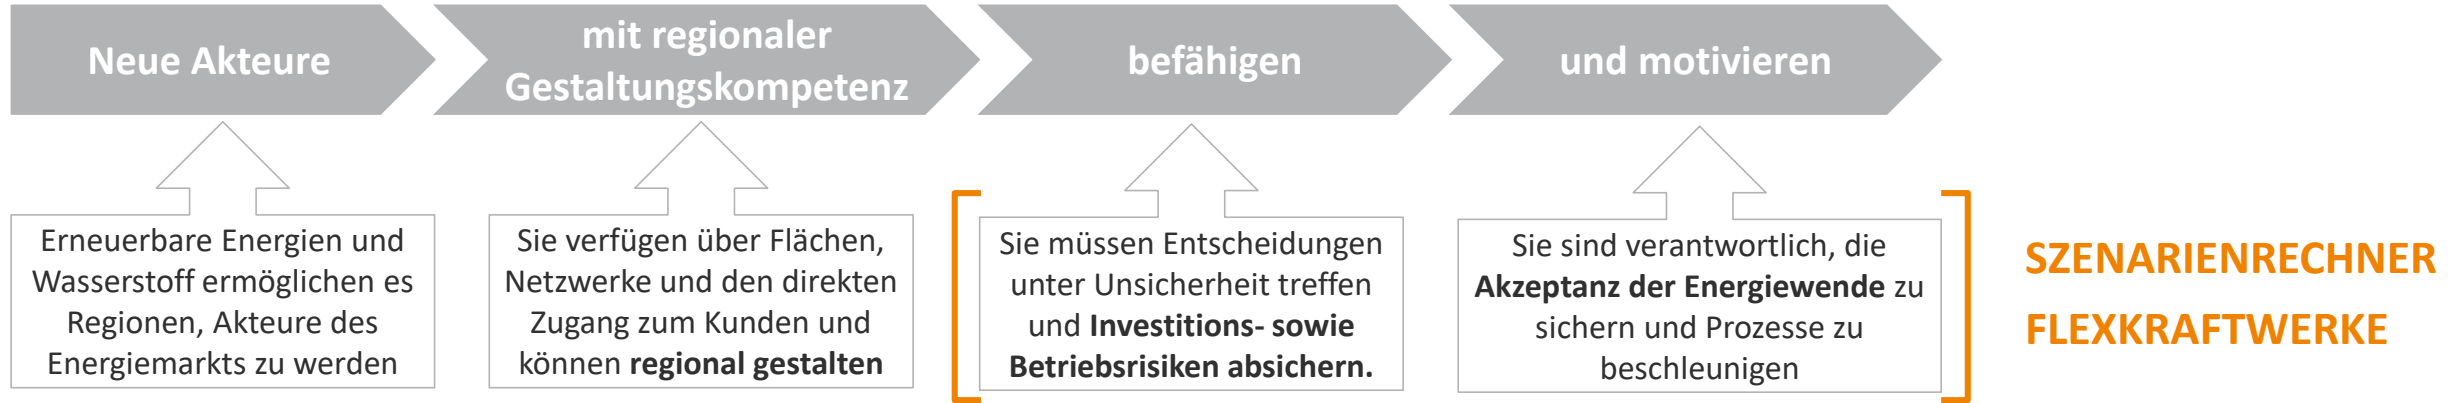 Neue Akteure
mit regionaler
Gestaltungskompetenz
befähigen
und motivieren
Erneuerbare Energien und
Wasserstoff ermöglichen es
Regionen, Akteure des
Energiemarkts zu werden
Sie verfügen über Flächen,
Netzwerke und den direkten
Zugang zum Kunden und
können regional gestalten
Sie müssen Entscheidungen
unter Unsicherheit treffen
und Investitions- sowie
Betriebsrisiken absichern.
Sie sind verantwortlich, die
Akzeptanz der Energiewende zu
sichern und Prozesse zu
beschleunigen
SZENARIENRECHNER
FLEXKRAFTWERKE